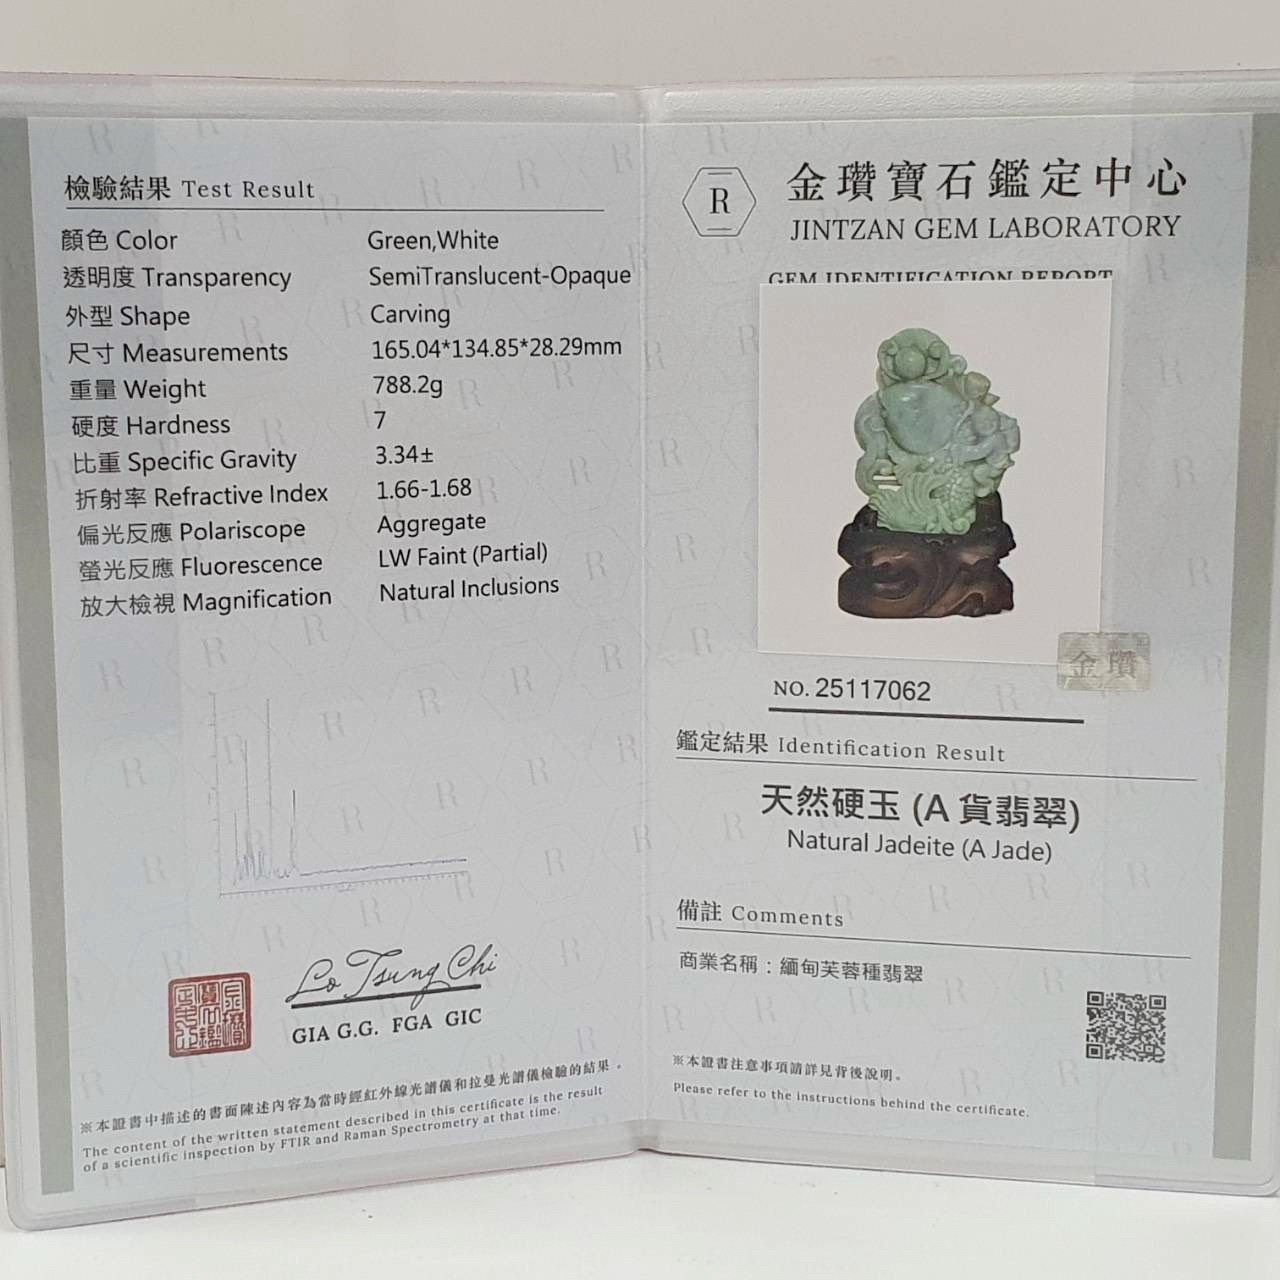 檢驗結果 Test Result
顏色 Color Green,White
透明度 Transparency SemiTranslucent-Opaque
外型 Shape Carving
尺寸 Measurements 165.04*134.85*28.29mm
重量 Weight 788.2g
硬度 Hardness 7
比重 Specific Gravity 3.34±
折射率 Refractive Index 1.66-1.68
偏光反應 Polariscope Aggregate
螢光反應 Fluorescence LW Faint (Partial)
放大檢視 Magnification Natural Inclusions
Lo Tsung Chi
GIA G.G. FGA GIC
※本證書中描述的書面陳述內容為當時經紅外線光譜儀和拉曼光譜儀檢驗的結果。
The content of the written statement described in this certificate is the result
of a scientific inspection by FTIR and Raman Spectrometry at that time.
R
金瓚寶石鑑定中心
JINTZAN GEM LABORATORY
GEM IDENTIFICATION REPORT
金瓚
NO. 25117062
鑑定結果 Identification Result
天然硬玉 (A 貨翡翠)
Natural Jadeite (A Jade)
備註 Comments
商業名稱：緬甸芙蓉種翡翠
※本證書注意事項請詳見背後說明。
Please refer to the instructions behind the certificate.